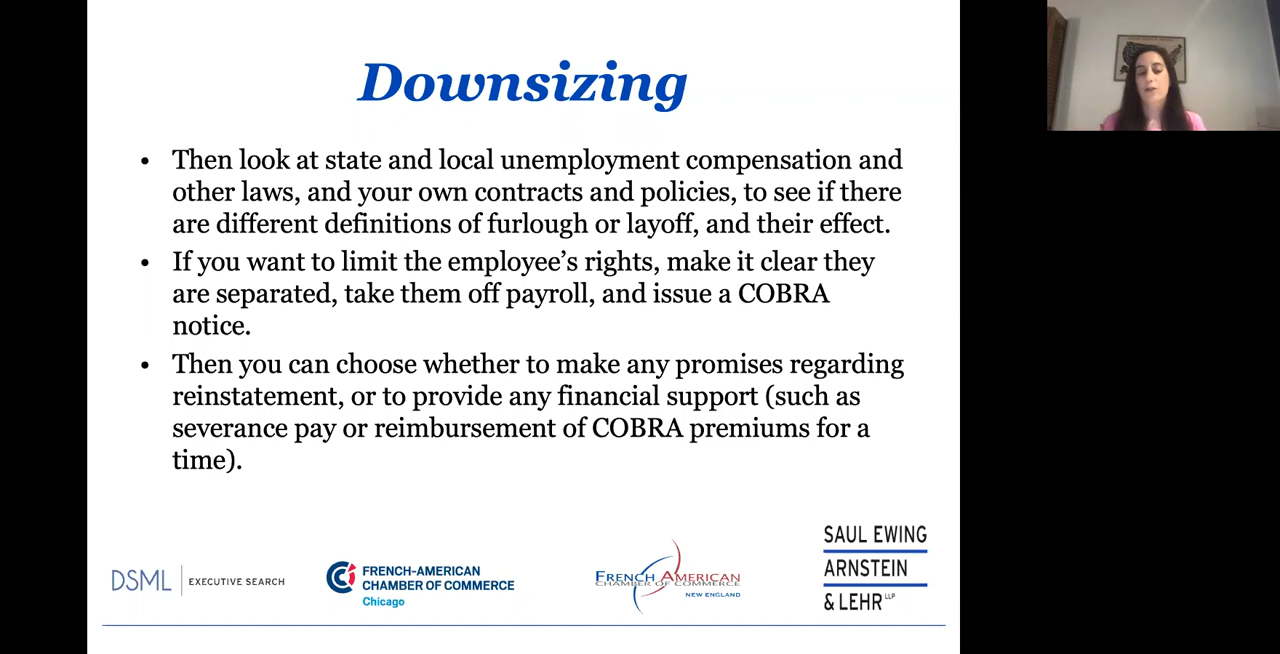 Downsizing
• Then look at state and local unemployment compensation and
other laws, and your own contracts and policies, to see if there
are different definitions of furlough or layoff, and their effect.
• If you want to limit the employee’s rights, make it clear they
are separated, take them off payroll, and issue a COBRA
notice.
• Then you can choose whether to make any promises regarding
reinstatement, or to provide any financial support (such as
severance pay or reimbursement of COBRA premiums for a
time).
DSML EXECUTIVE SEARCH
FRENCH-AMERICAN
CHAMBER OF COMMERCE
Chicago
FRENCH AMERICAN
CHAMBER OF COMMERCE
NEW ENGLAND
SAUL EWING
ARNSTEIN
& LEHR LLP